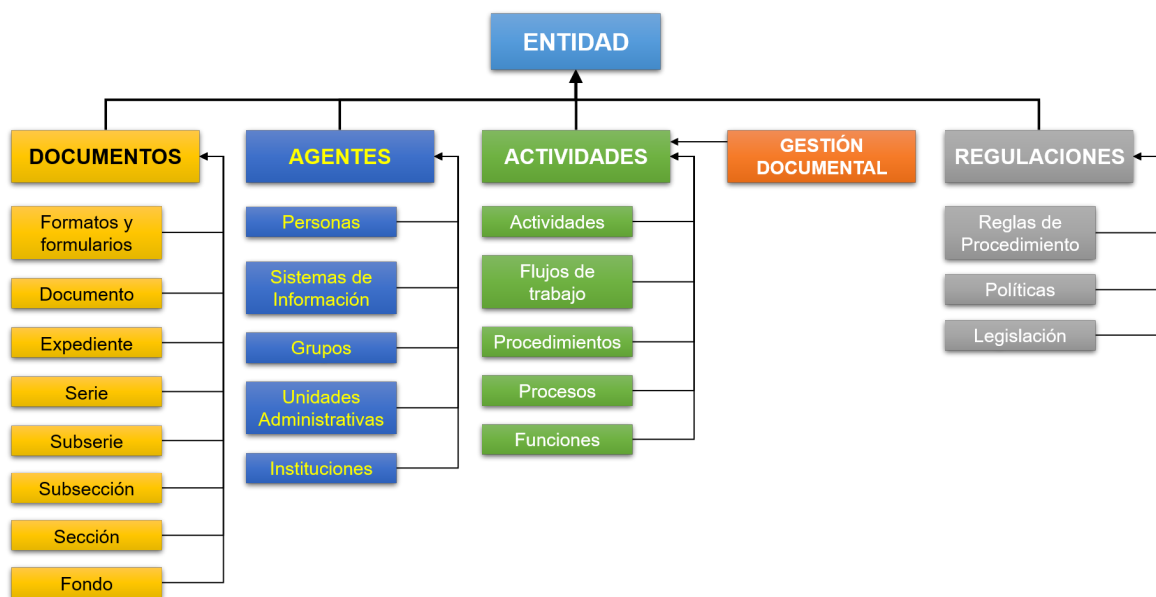 ENTIDAD
DOCUMENTOS
Formatos y
formularios
Documento
Expediente
Serie
Subserie
Subsección
Sección
Fondo
AGENTES
Personas
Sistemas de
Información
Grupos
Unidades
Administrativas
Instituciones
ACTIVIDADES
Actividades
Flujos de
trabajo
Procedimientos
Procesos
Funciones
GESTIÓN
DOCUMENTAL
REGULACIONES
Reglas de
Procedimiento
Políticas
Legislación